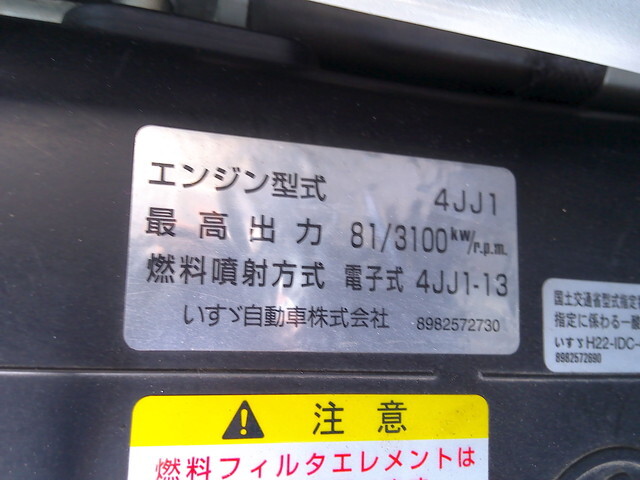 エンジン型式 4JJ1
最高出力 81/3100kw/r.p.m.
燃料噴射方式 電子式 4JJ1-13
いすゞ自動車株式会社 8982572730
国土交通省型式指定
指定に係わる一酸
いすゞH22-IDC-
8982572690
注意
燃料フィルタエレメントは